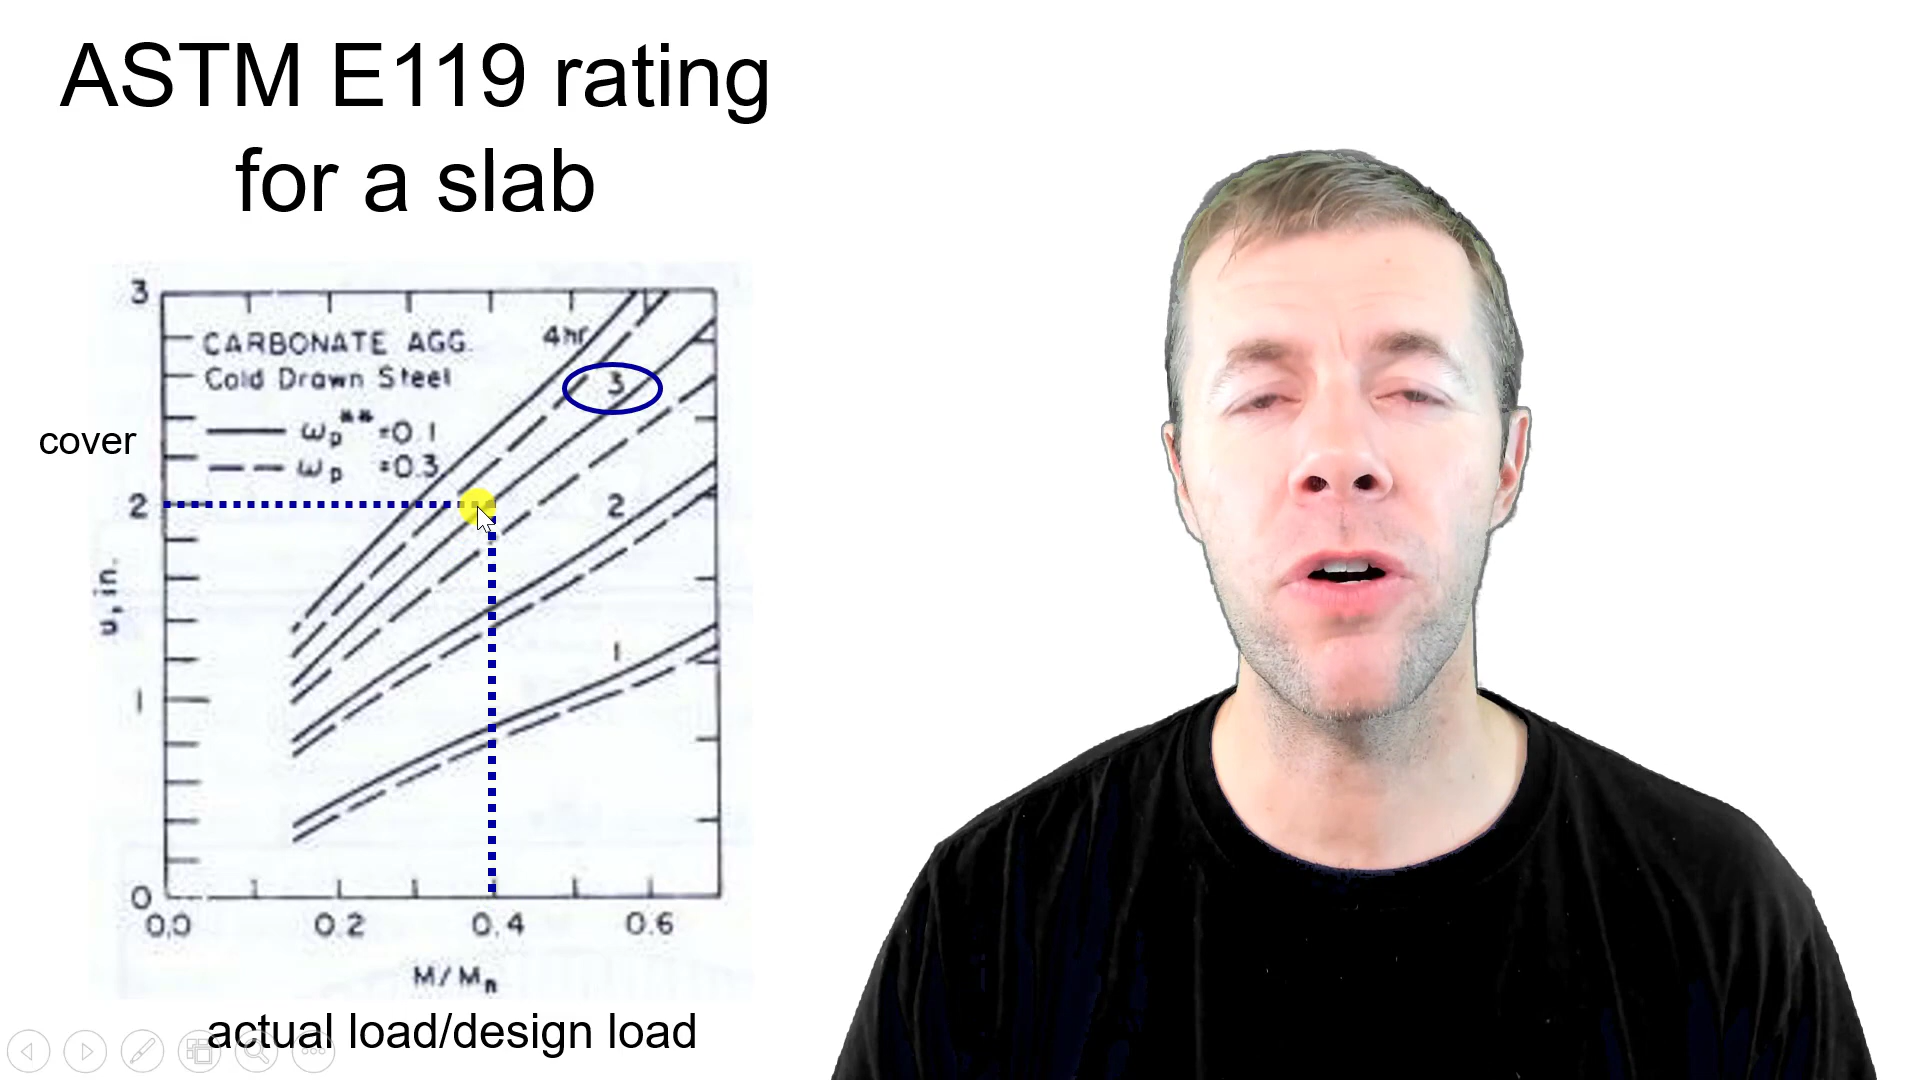 ASTM E119 rating
for a slab
3
4hr
CARBONATE AGG.
Cold Drawn Steel
3
ωp** =0.1
cover
ωp =0.3
2
2
u, in.
1
1
0
0.0 0.2 0.4 0.6
M/Mn
actual load/design load